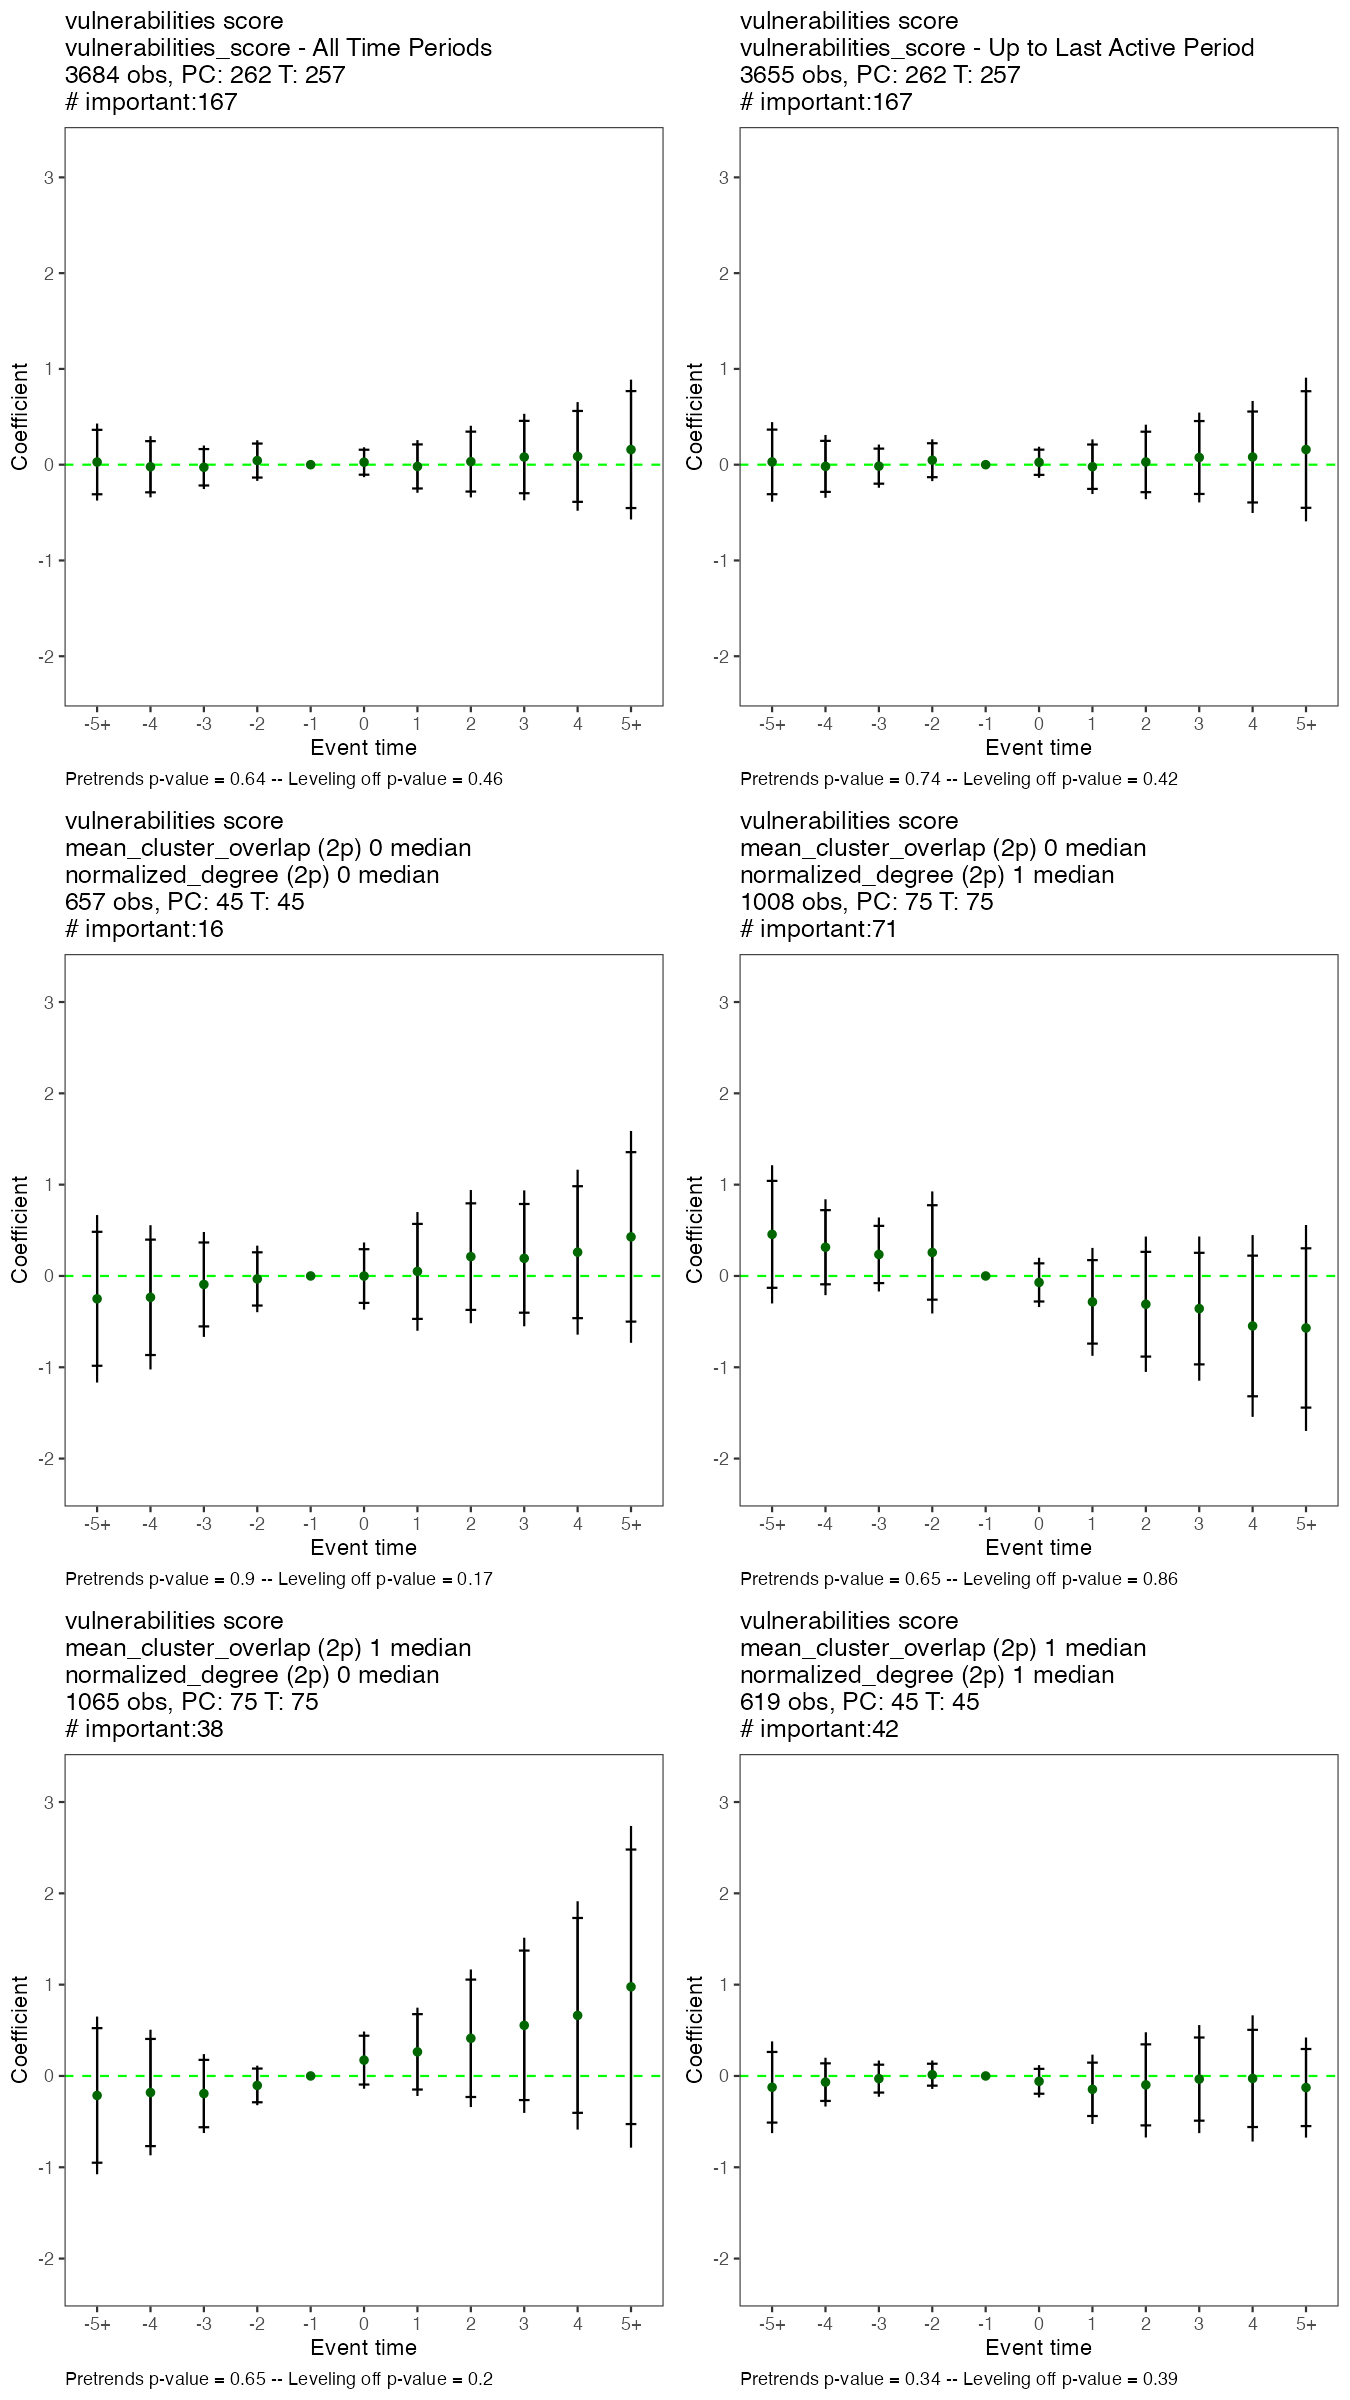 vulnerabilities score
vulnerabilities_score - All Time Periods
3684 obs, PC: 262 T: 257
# important:167
3
2
1
0
-1
-2
Coefficient
-5+ -4 -3 -2 -1 0 1 2 3 4 5+
Event time
Pretrends p-value = 0.64 -- Leveling off p-value = 0.46
vulnerabilities score
vulnerabilities_score - Up to Last Active Period
3655 obs, PC: 262 T: 257
# important:167
3
2
1
0
-1
-2
Coefficient
-5+ -4 -3 -2 -1 0 1 2 3 4 5+
Event time
Pretrends p-value = 0.74 -- Leveling off p-value = 0.42
vulnerabilities score
mean_cluster_overlap (2p) 0 median
normalized_degree (2p) 0 median
657 obs, PC: 45 T: 45
# important:16
3
2
1
0
-1
-2
Coefficient
-5+ -4 -3 -2 -1 0 1 2 3 4 5+
Event time
Pretrends p-value = 0.9 -- Leveling off p-value = 0.17
vulnerabilities score
mean_cluster_overlap (2p) 0 median
normalized_degree (2p) 1 median
1008 obs, PC: 75 T: 75
# important:71
3
2
1
0
-1
-2
Coefficient
-5+ -4 -3 -2 -1 0 1 2 3 4 5+
Event time
Pretrends p-value = 0.65 -- Leveling off p-value = 0.86
vulnerabilities score
mean_cluster_overlap (2p) 1 median
normalized_degree (2p) 0 median
1065 obs, PC: 75 T: 75
# important:38
3
2
1
0
-1
-2
Coefficient
-5+ -4 -3 -2 -1 0 1 2 3 4 5+
Event time
Pretrends p-value = 0.65 -- Leveling off p-value = 0.2
vulnerabilities score
mean_cluster_overlap (2p) 1 median
normalized_degree (2p) 1 median
619 obs, PC: 45 T: 45
# important:42
3
2
1
0
-1
-2
Coefficient
-5+ -4 -3 -2 -1 0 1 2 3 4 5+
Event time
Pretrends p-value = 0.34 -- Leveling off p-value = 0.39